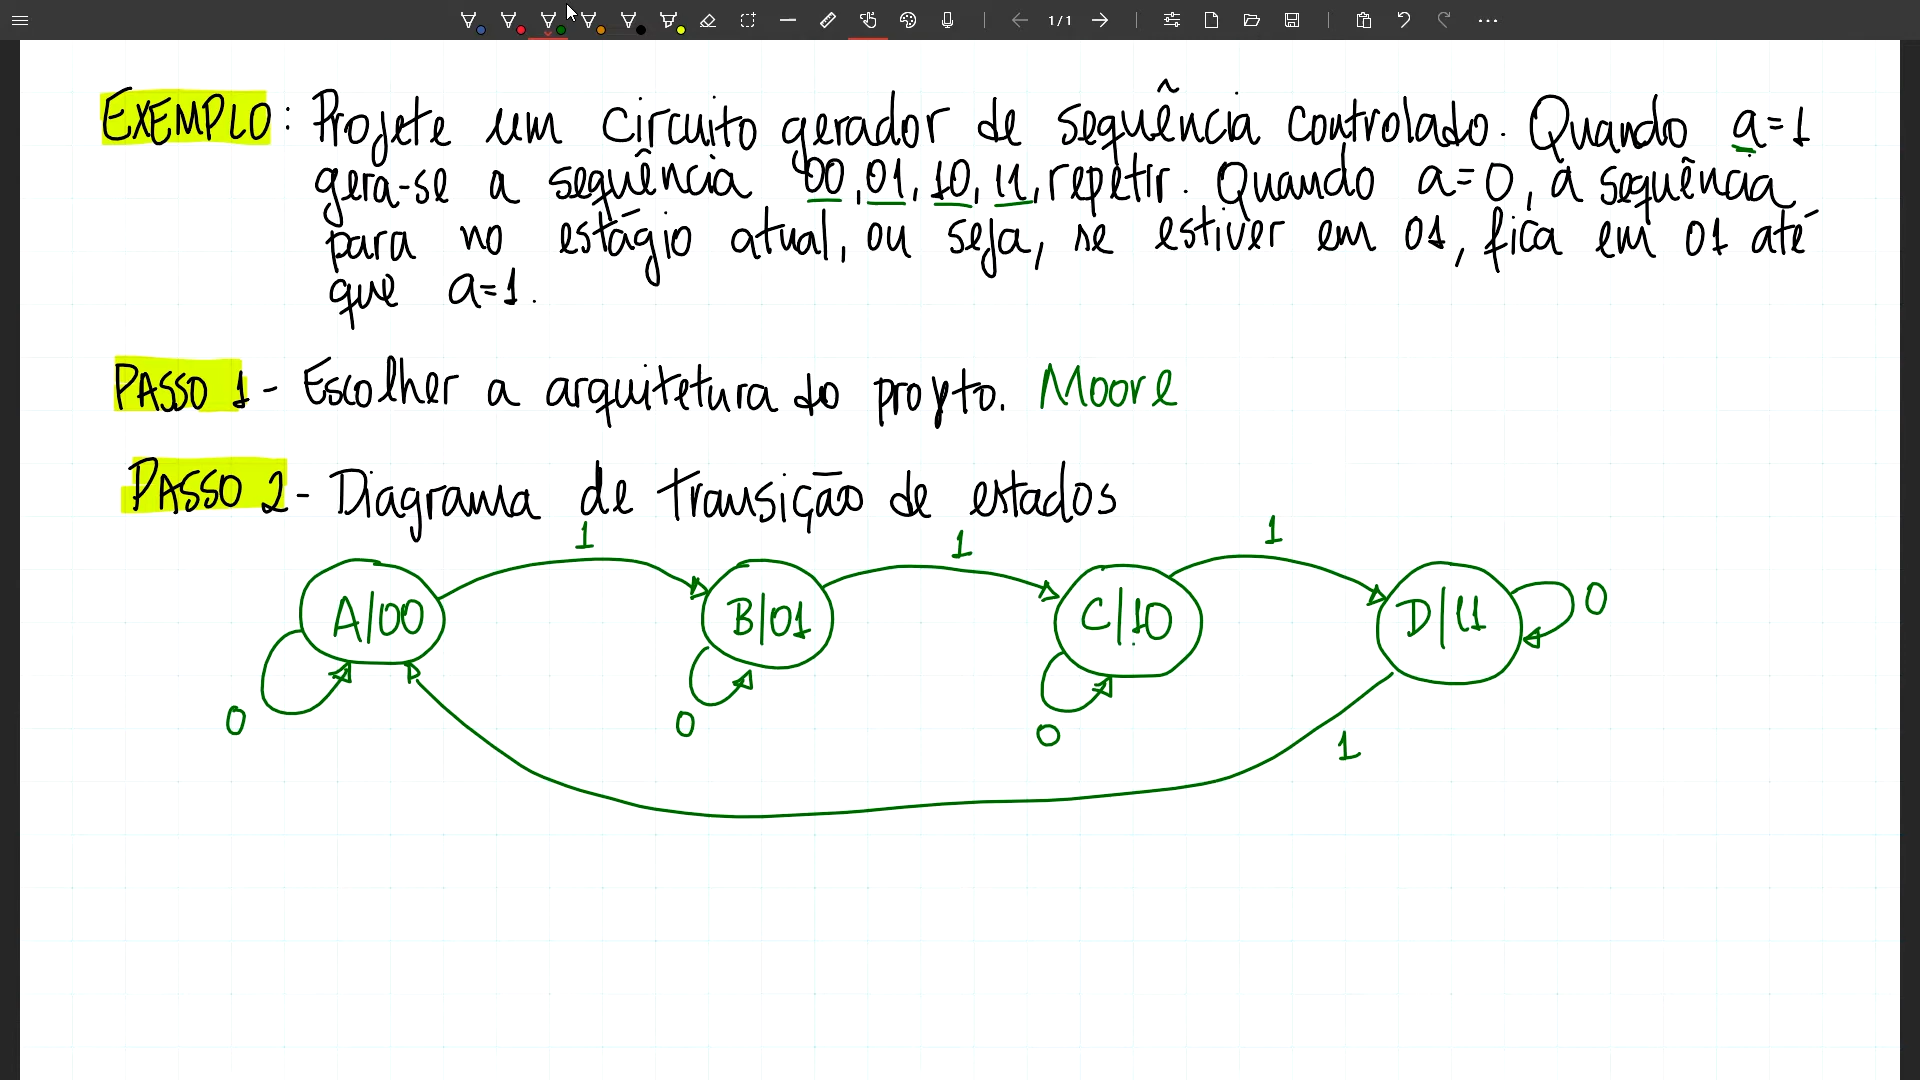 1/1
EXEMPLO: Projete um circuito gerador de sequência controlado. Quando a=1
gera-se a sequência 00, 01, 10, 11, repetir. Quando a=0, a sequência
para no estágio atual, ou seja, se estiver em 01, fica em 01 até
que a=1.
PASSO 1 - Escolher a arquitetura do projeto. Moore
PASSO 2 - Diagrama de transição de estados
1 1 1
A/00 B/01 C/10 D/11 0
0 0 0 1